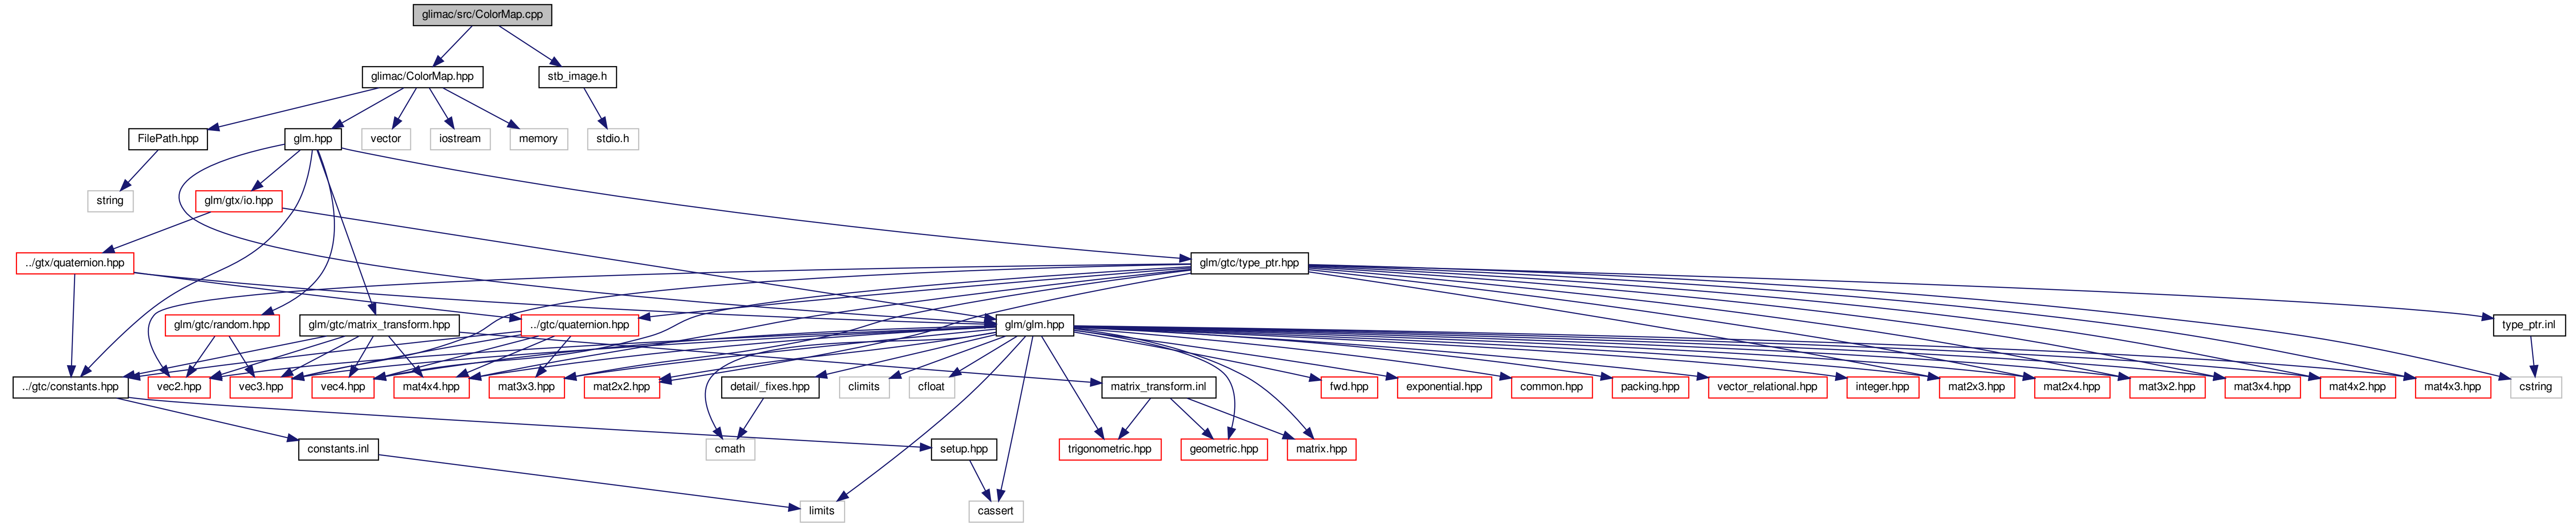 glimac/src/ColorMap.cpp
glimac/ColorMap.hpp
stb_image.h
FilePath.hpp
glm.hpp
vector
iostream
memory
stdio.h
string
glm/gtx/io.hpp
../gtx/quaternion.hpp
glm/gtc/type_ptr.hpp
glm/gtc/random.hpp
glm/gtc/matrix_transform.hpp
../gtc/quaternion.hpp
glm/glm.hpp
type_ptr.inl
../gtc/constants.hpp
vec2.hpp
vec3.hpp
vec4.hpp
mat4x4.hpp
mat3x3.hpp
mat2x2.hpp
detail/_fixes.hpp
climits
cfloat
matrix_transform.inl
fwd.hpp
exponential.hpp
common.hpp
packing.hpp
vector_relational.hpp
integer.hpp
mat2x3.hpp
mat2x4.hpp
mat3x2.hpp
mat3x4.hpp
mat4x2.hpp
mat4x3.hpp
cstring
constants.inl
cmath
setup.hpp
trigonometric.hpp
geometric.hpp
matrix.hpp
limits
cassert